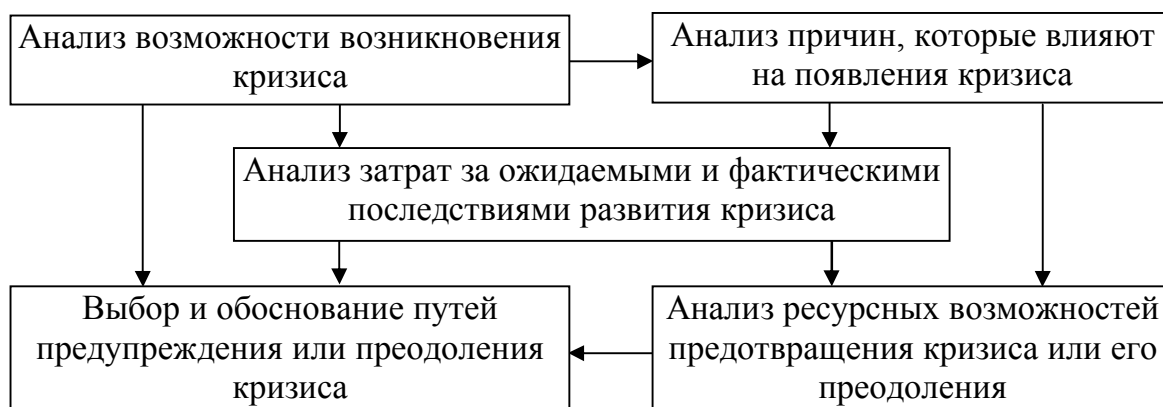 Анализ возможности возникновения
кризиса
Анализ причин, которые влияют
на появления кризиса
Анализ затрат за ожидаемыми и фактическими
последствиями развития кризиса
Выбор и обоснование путей
предупреждения или преодоления
кризиса
Анализ ресурсных возможностей
предотвращения кризиса или его
преодоления